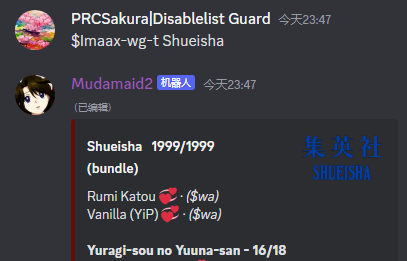 PRCSakura|Disablelist Guard 今天23:47
$lmaax-wg-t Shueisha
Mudamaid2 机器人 今天23:47
(已编辑)
Shueisha 1999/1999
(bundle)
集英社
SHUEISHA
Rumi Katou 💞 · ($wa)
Vanilla (YiP) 💞 · ($wa)
Yuragi-sou no Yuuna-san - 16/18